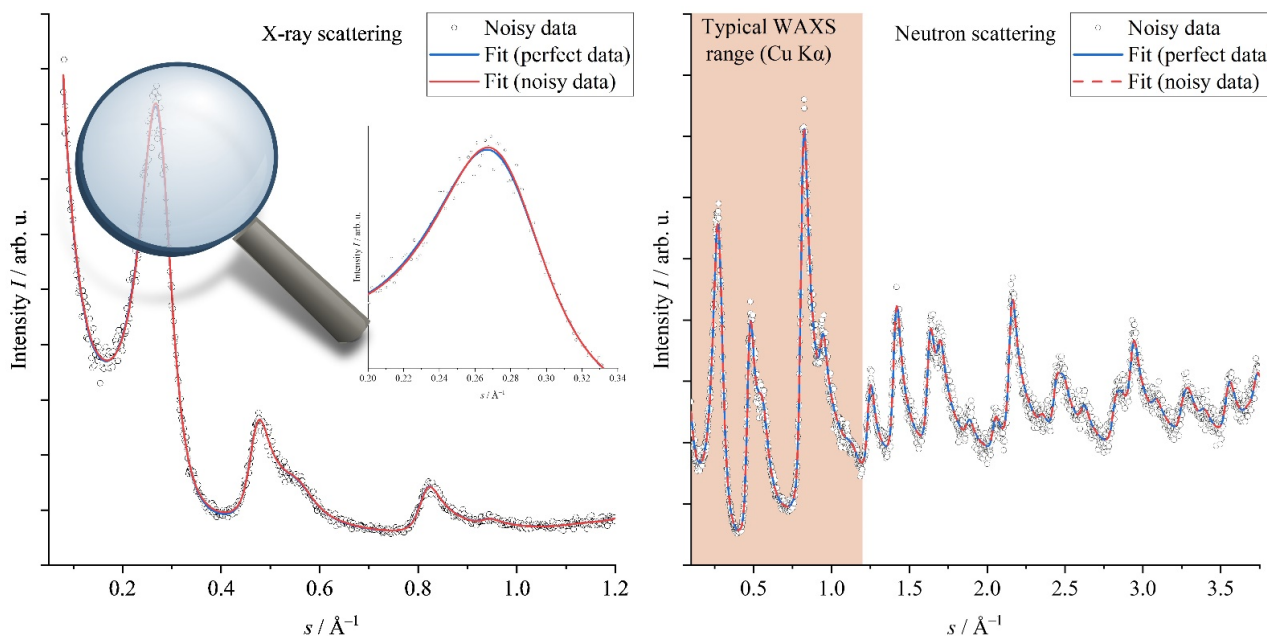 X-ray scattering
Noisy data
Fit (perfect data)
Fit (noisy data)
Intensity I / arb. u.
0.2 0.4 0.6 0.8 1.0 1.2
s / Å⁻¹
Intensity I / arb. u.
0.20 0.22 0.24 0.26 0.28 0.30 0.32 0.34
s / Å⁻¹
Typical WAXS
range (Cu Kα)
Neutron scattering
Noisy data
Fit (perfect data)
Fit (noisy data)
Intensity I / arb. u.
0.5 1.0 1.5 2.0 2.5 3.0 3.5
s / Å⁻¹